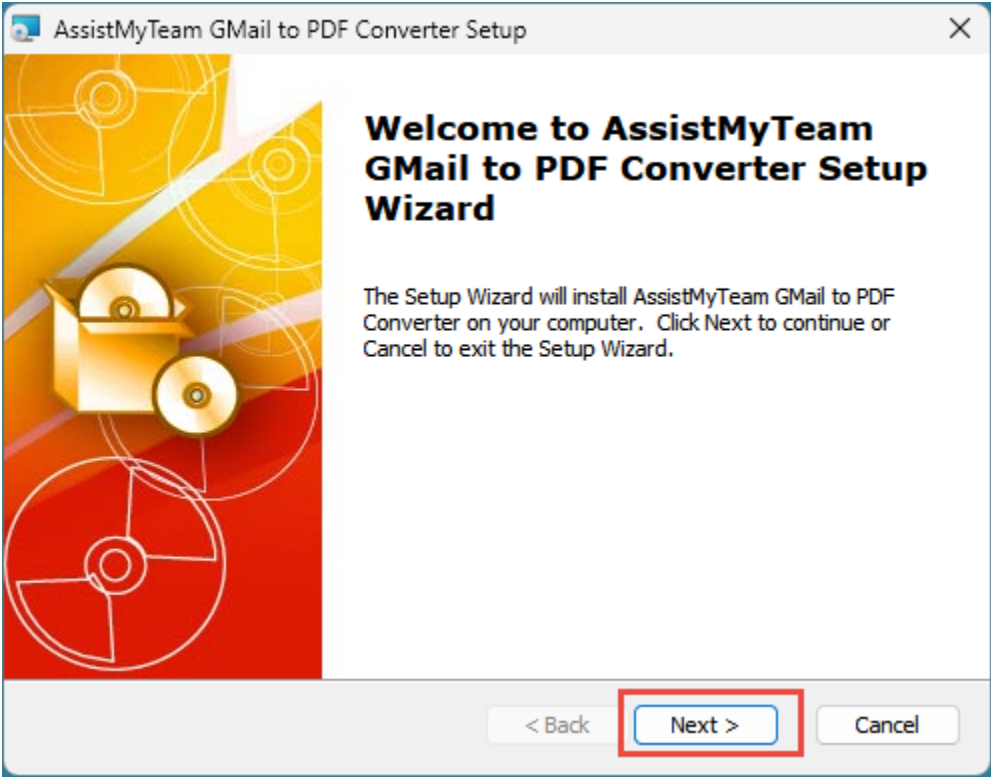 AssistMyTeam GMail to PDF Converter Setup
Welcome to AssistMyTeam
GMail to PDF Converter Setup
Wizard
The Setup Wizard will install AssistMyTeam GMail to PDF
Converter on your computer.  Click Next to continue or
Cancel to exit the Setup Wizard.
< Back
Next >
Cancel